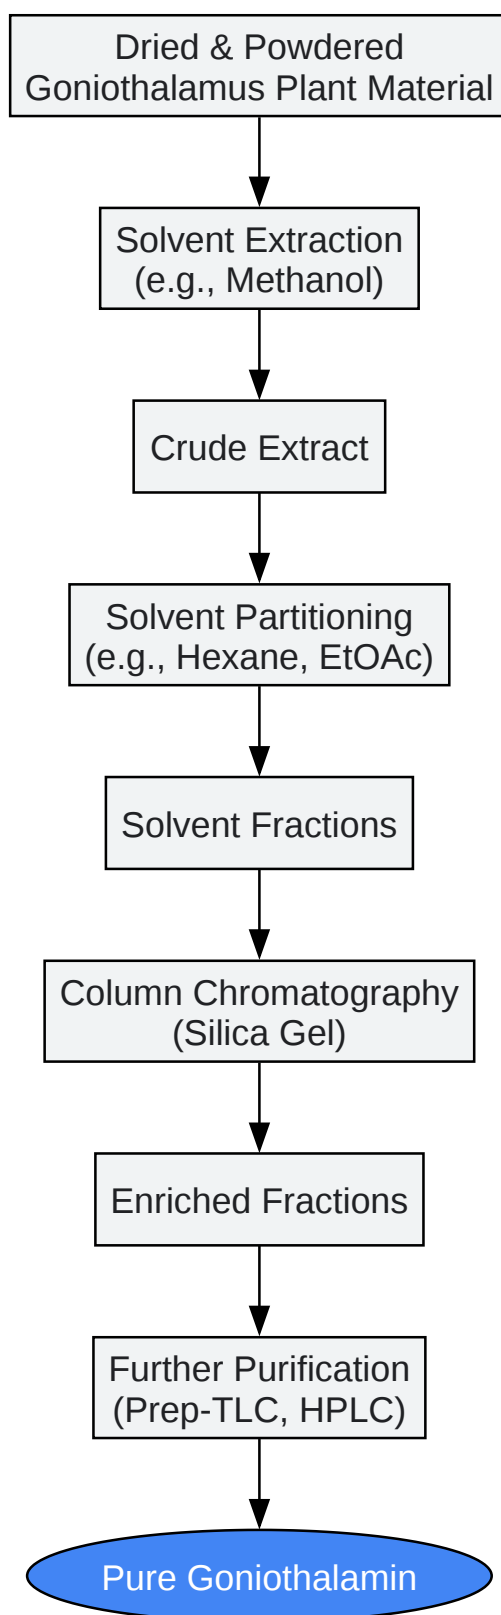 Dried & Powdered
Goniothalamus Plant Material
Solvent Extraction
(e.g., Methanol)
Crude Extract
Solvent Partitioning
(e.g., Hexane, EtOAc)
Solvent Fractions
Column Chromatography
(Silica Gel)
Enriched Fractions
Further Purification
(Prep-TLC, HPLC)
Pure Goniothalamin